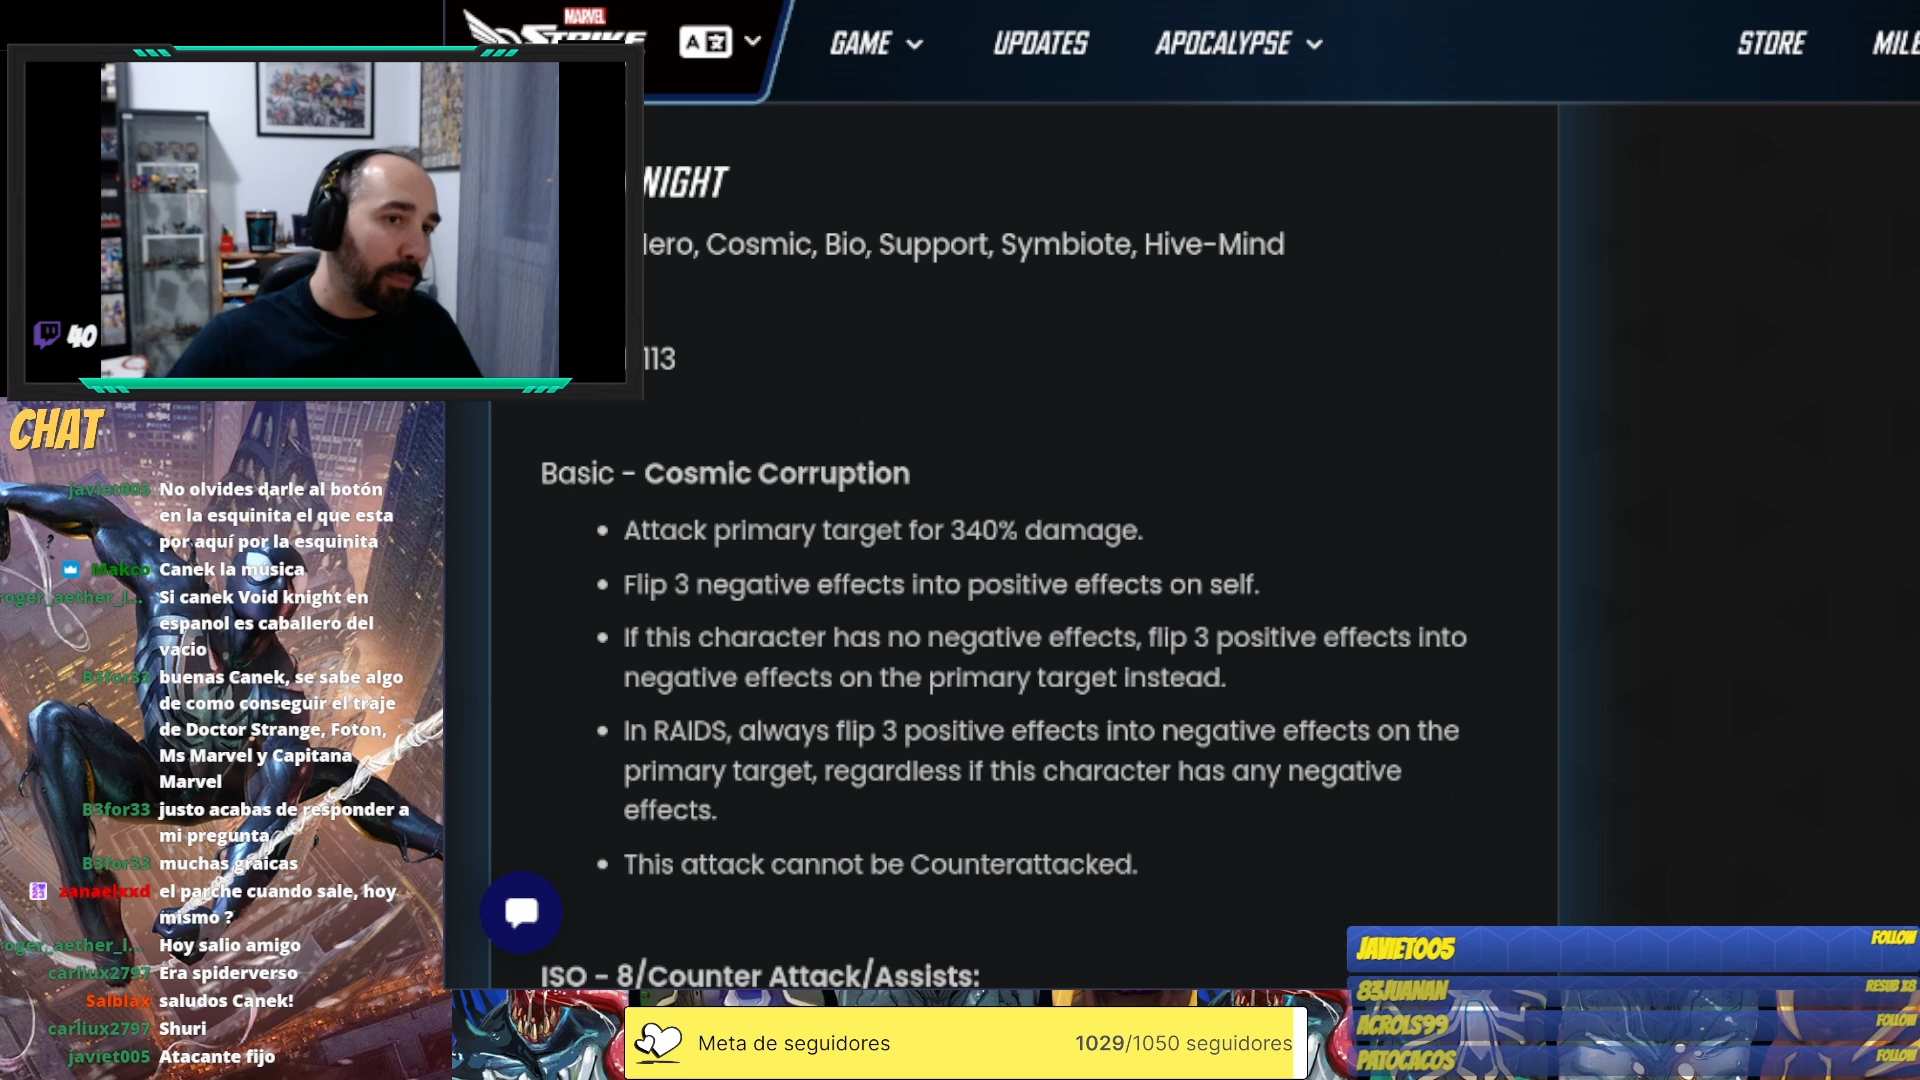 MARVEL
STRIKE
GAME
UPDATES
APOCALYPSE
STORE
MILE
NIGHT
lero, Cosmic, Bio, Support, Symbiote, Hive-Mind
113
40
Basic - Cosmic Corruption
• Attack primary target for 340% damage.
• Flip 3 negative effects into positive effects on self.
• If this character has no negative effects, flip 3 positive effects into
negative effects on the primary target instead.
• In RAIDS, always flip 3 positive effects into negative effects on the
primary target, regardless if this character has any negative
effects.
• This attack cannot be Counterattacked.
ISO - 8/Counter Attack/Assists:
CHAT
javiet005 No olvides darle al botón
en la esquinita el que esta
por aquí por la esquinita
Makco Canek la música
roger_aether_l... Si canek Void knight en
espanol es caballero del
vacio
B3for33 buenas Canek, se sabe algo
de como conseguir el traje
de Doctor Strange, Foton,
Ms Marvel y Capitana
Marvel
B3for33 justo acabas de responder a
mi pregunta
B3for33 muchas graicas
zanaelxxd el parche cuando sale, hoy
mismo ?
roger_aether_l... Hoy salio amigo
carliux2797 Era spiderverso
Salblax saludos Canek!
carliux2797 Shuri
javiet005 Atacante fijo
Meta de seguidores
1029/1050 seguidores
JAVIET005 FOLLOW
83JUANAN RESUB X8
ACROLS99 FOLLOW
PATOCACOS FOLLOW